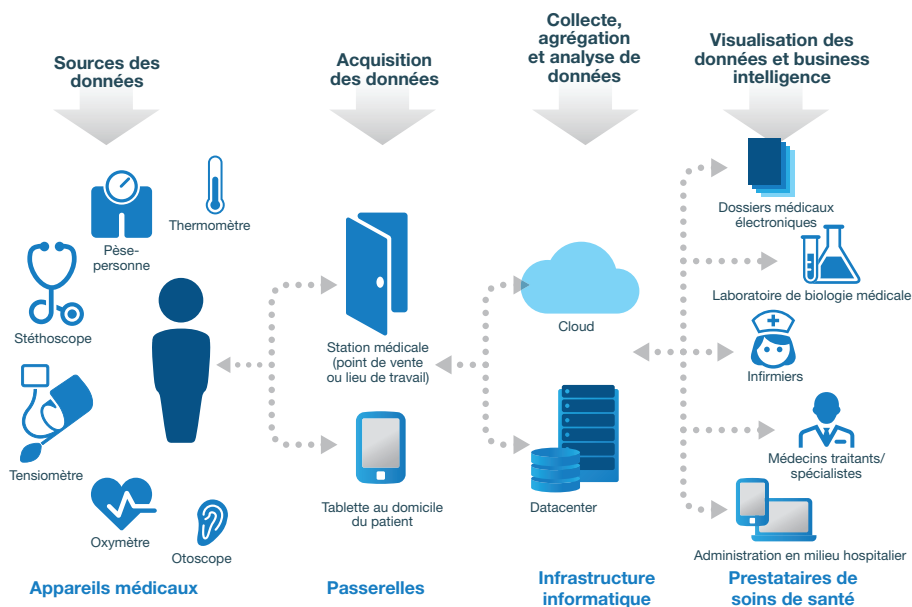 Sources des
données
Acquisition
des données
Collecte,
agrégation
et analyse de
données
Visualisation des
données et business
intelligence
Thermomètre
Pèse-
personne
Stéthoscope
Tensiomètre
Oxymètre
Otoscope
Station médicale
(point de vente
ou lieu de travail)
Tablette au domicile
du patient
Cloud
Datacenter
Dossiers médicaux
électroniques
Laboratoire de biologie médicale
Infirmiers
Médecins traitants/
spécialistes
Administration en milieu hospitalier
Appareils médicaux
Passerelles
Infrastructure
informatique
Prestataires de
soins de santé